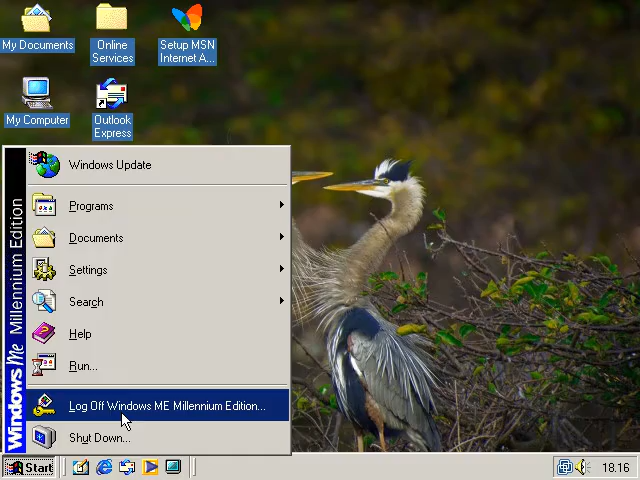 My Documents
Online
Services
Setup MSN
Internet A...
My Computer
Outlook
Express
Windows Update
Programs
Documents
Settings
Search
Help
Run...
Log Off Windows ME Millennium Edition...
Shut Down...
Windows Me Millennium Edition
Start
18.16